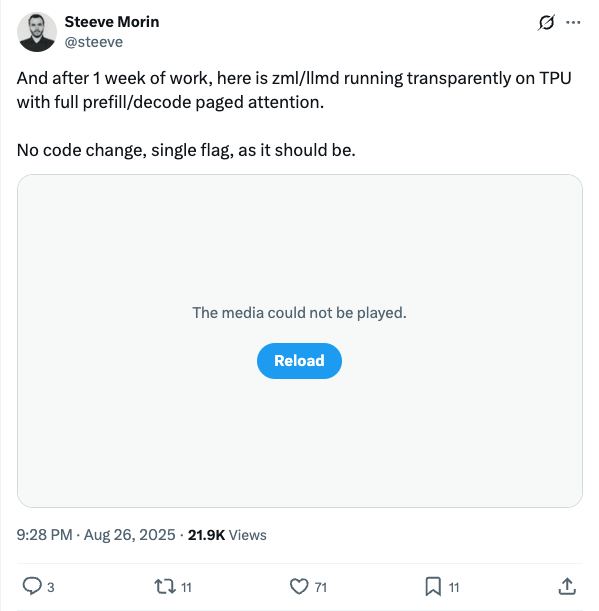 Steeve Morin
@steeve
And after 1 week of work, here is zml/llmd running transparently on TPU
with full prefill/decode paged attention.
No code change, single flag, as it should be.
The media could not be played.
Reload
9:28 PM · Aug 26, 2025 · 21.9K Views
3 11 71 11